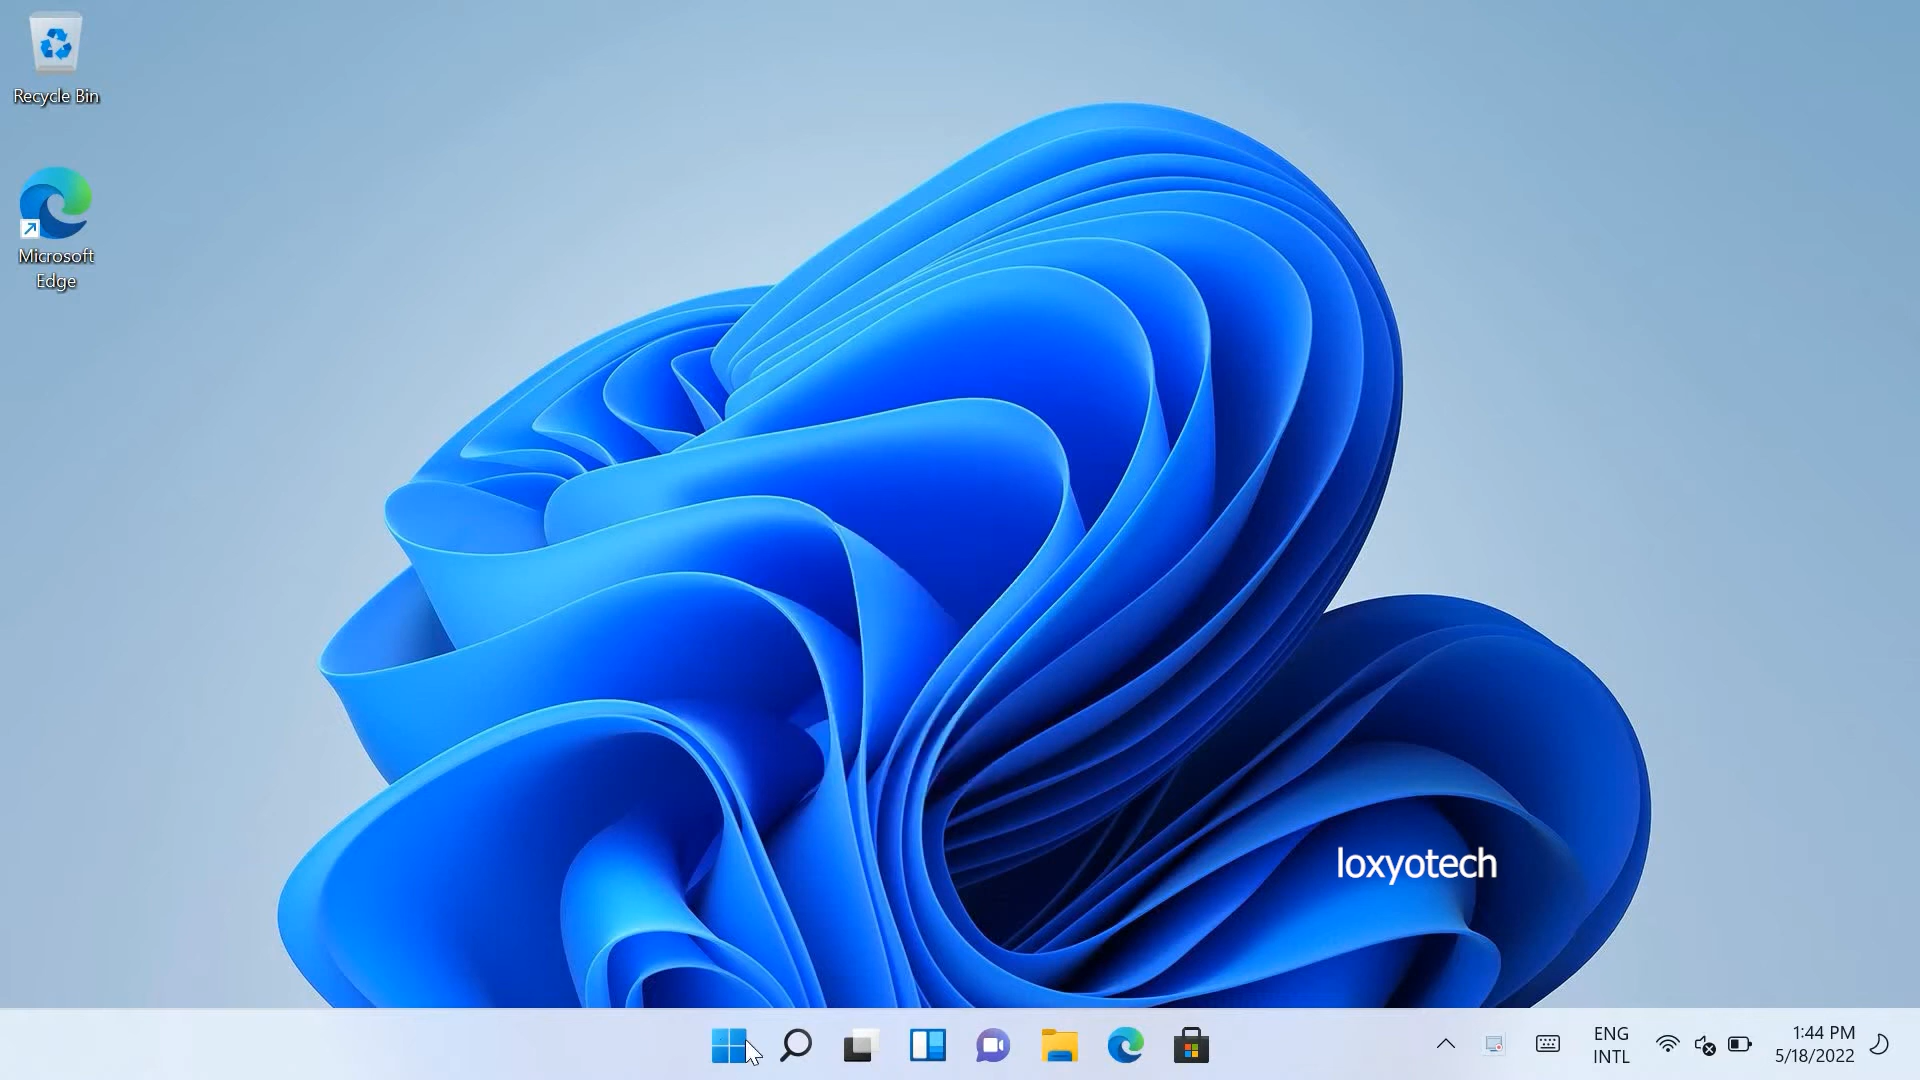 Recycle Bin
Microsoft
Edge
loxyotech
ENG
INTL
1:44 PM
5/18/2022